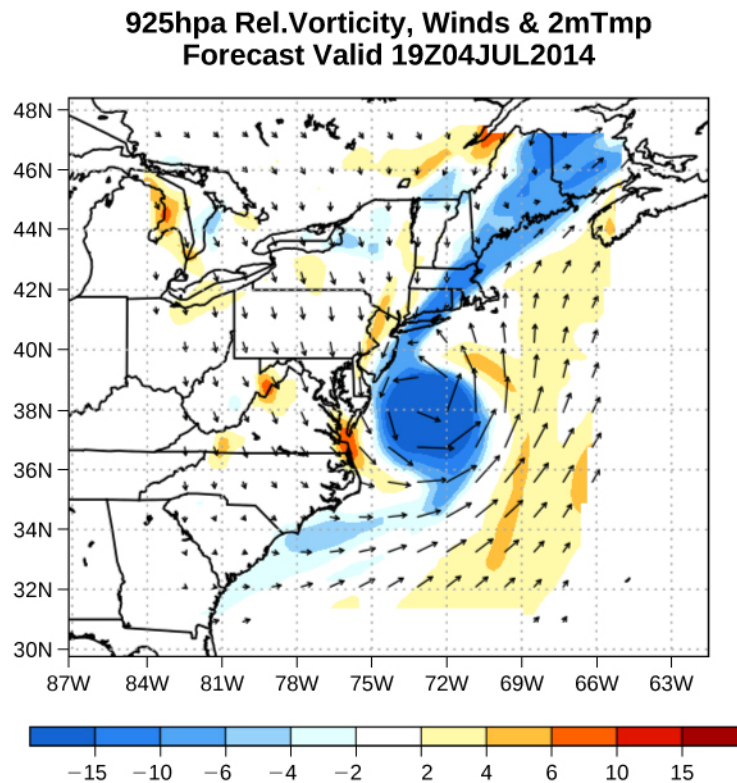 925hpa Rel.Vorticity, Winds & 2mTmp
Forecast Valid 19Z04JUL2014
48N
46N
44N
42N
40N
38N
36N
34N
32N
30N
87W 84W 81W 78W 75W 72W 69W 66W 63W
−15 −10 −6 −4 −2 2 4 6 10 15